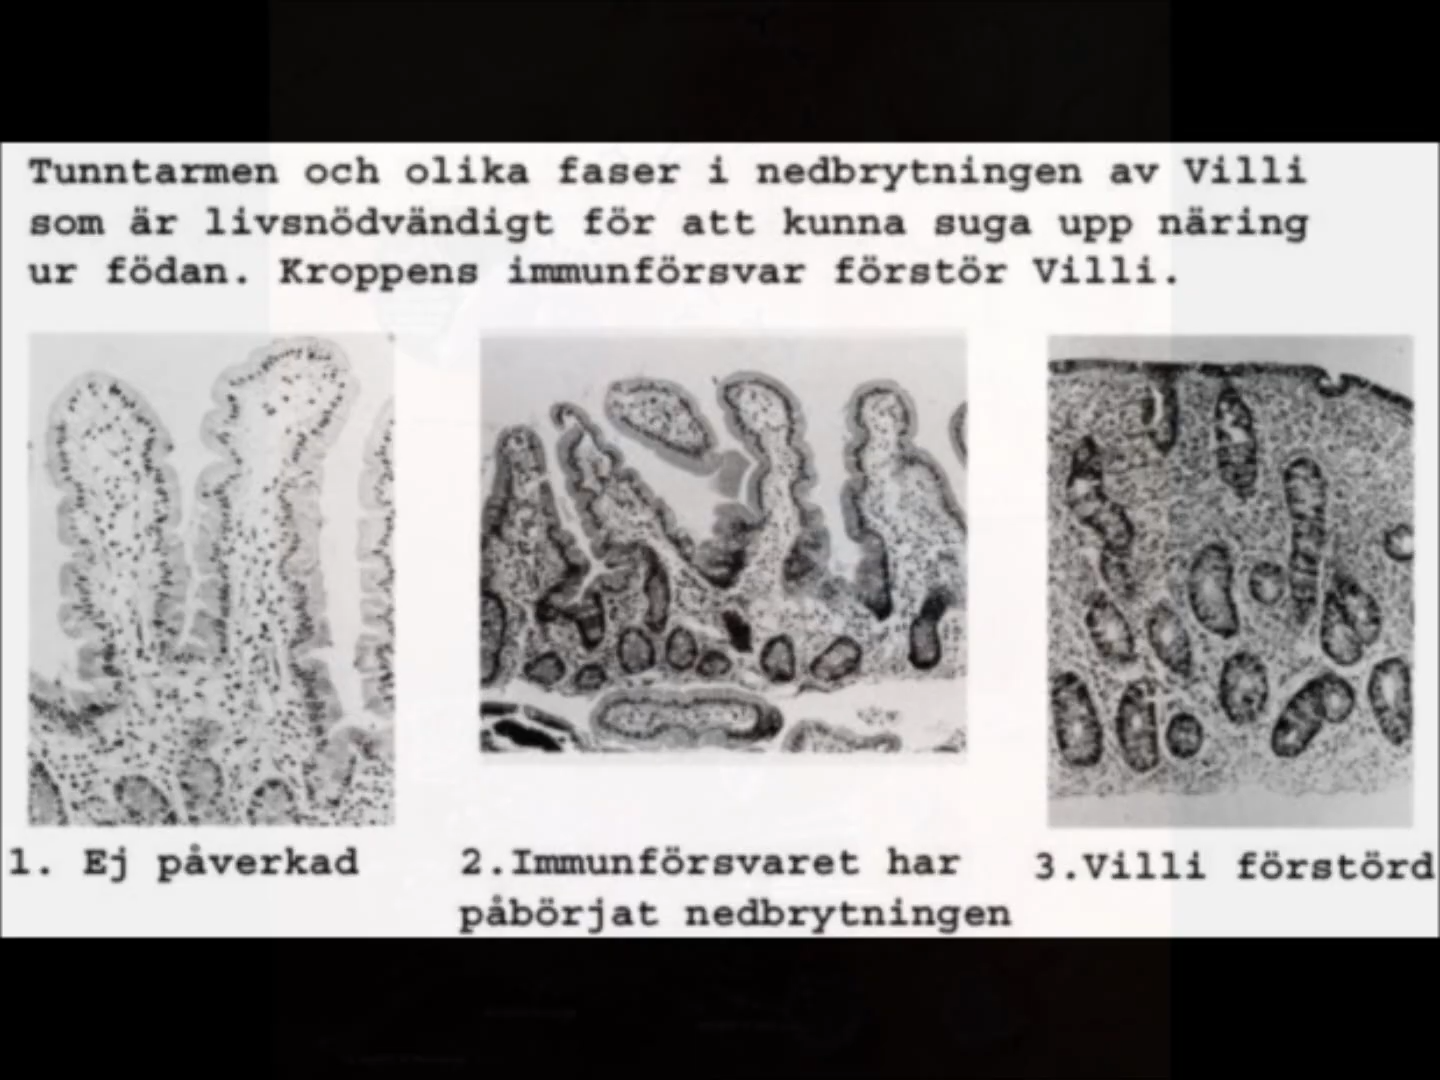 Tunntarmen och olika faser i nedbrytningen av Villi
som är livsnödvändigt för att kunna suga upp näring
ur födan. Kroppens immunförsvar förstör Villi.
1. Ej påverkad
2.Immunförsvaret har
påbörjat nedbrytningen
3.Villi förstörd